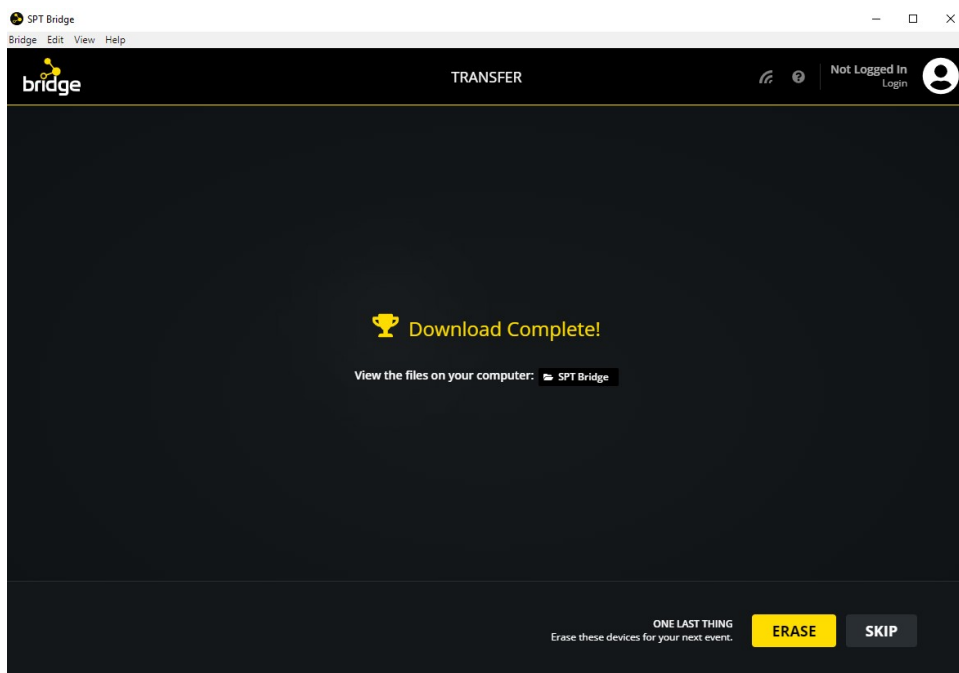 SPT Bridge
Bridge Edit View Help
bridge
TRANSFER
Not Logged In
Login
Download Complete!
View the files on your computer: SPT Bridge
ONE LAST THING
Erase these devices for your next event.
ERASE
SKIP